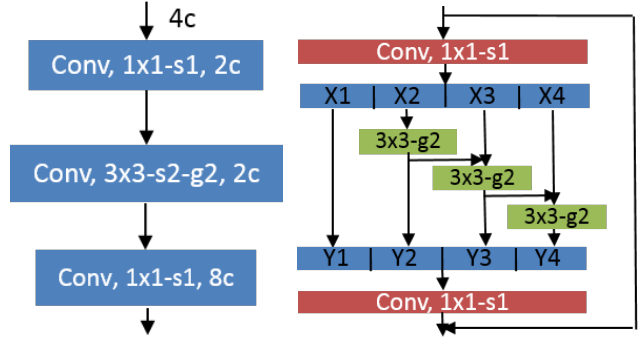 4c
Conv, 1x1-s1, 2c
Conv, 3x3-s2-g2, 2c
Conv, 1x1-s1, 8c
Conv, 1x1-s1
X1 | X2 | X3 | X4
3x3-g2
3x3-g2
3x3-g2
Y1 | Y2 | Y3 | Y4
Conv, 1x1-s1